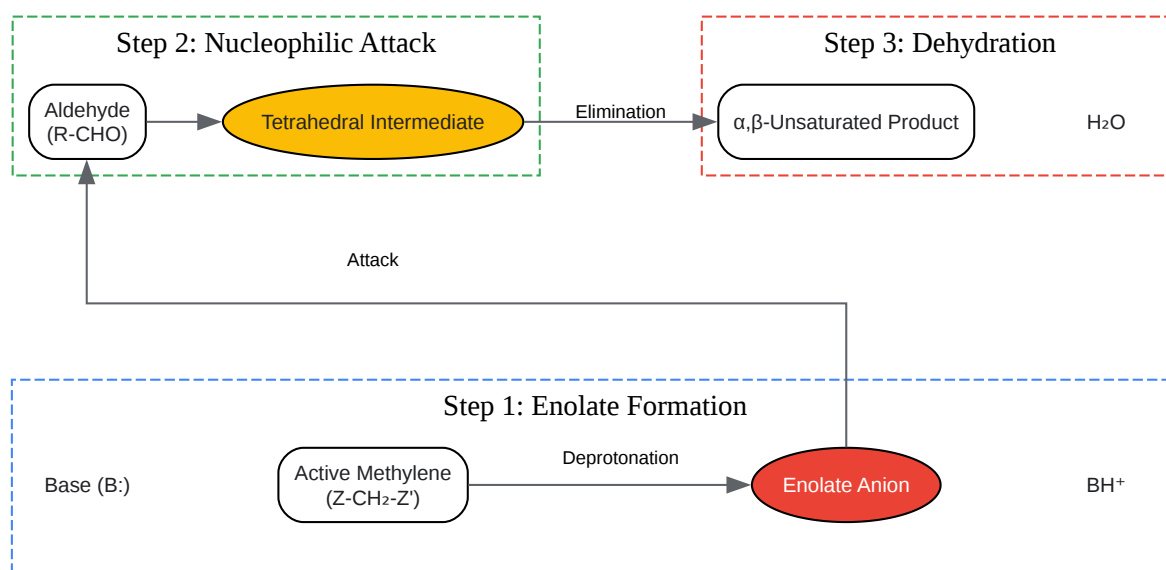 Step 2: Nucleophilic Attack
Aldehyde
(R-CHO)
Tetrahedral Intermediate
Elimination
Step 3: Dehydration
α,β-Unsaturated Product
H₂O
Attack
Step 1: Enolate Formation
Base (B:)
Active Methylene
(Z-CH₂-Z')
Deprotonation
Enolate Anion
BH⁺